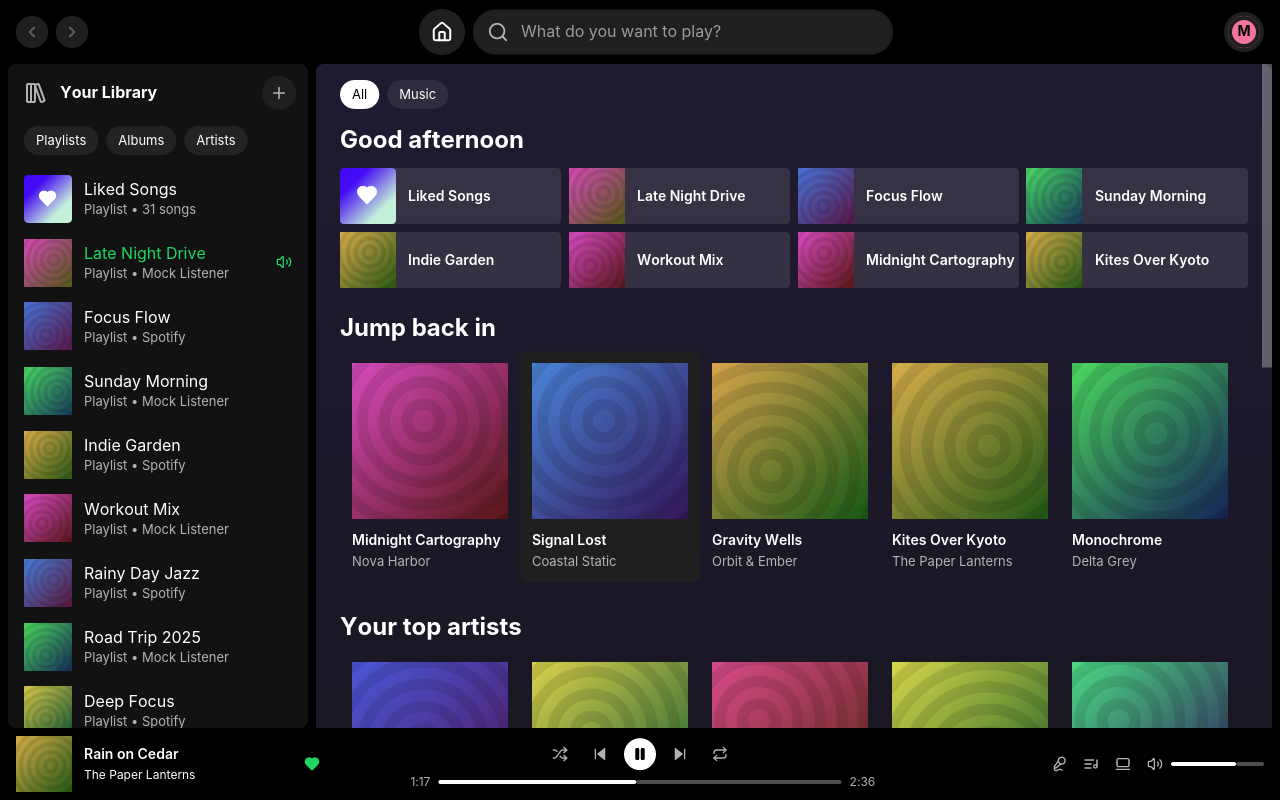 What do you want to play?
M
Your Library
Playlists
Albums
Artists
Liked Songs
Playlist • 31 songs
Late Night Drive
Playlist • Mock Listener
Focus Flow
Playlist • Spotify
Sunday Morning
Playlist • Mock Listener
Indie Garden
Playlist • Spotify
Workout Mix
Playlist • Mock Listener
Rainy Day Jazz
Playlist • Spotify
Road Trip 2025
Playlist • Mock Listener
Deep Focus
Playlist • Spotify
All
Music
Good afternoon
Liked Songs
Late Night Drive
Focus Flow
Sunday Morning
Indie Garden
Workout Mix
Midnight Cartography
Kites Over Kyoto
Jump back in
Midnight Cartography
Nova Harbor
Signal Lost
Coastal Static
Gravity Wells
Orbit & Ember
Kites Over Kyoto
The Paper Lanterns
Monochrome
Delta Grey
Your top artists
Rain on Cedar
The Paper Lanterns
1:17
2:36